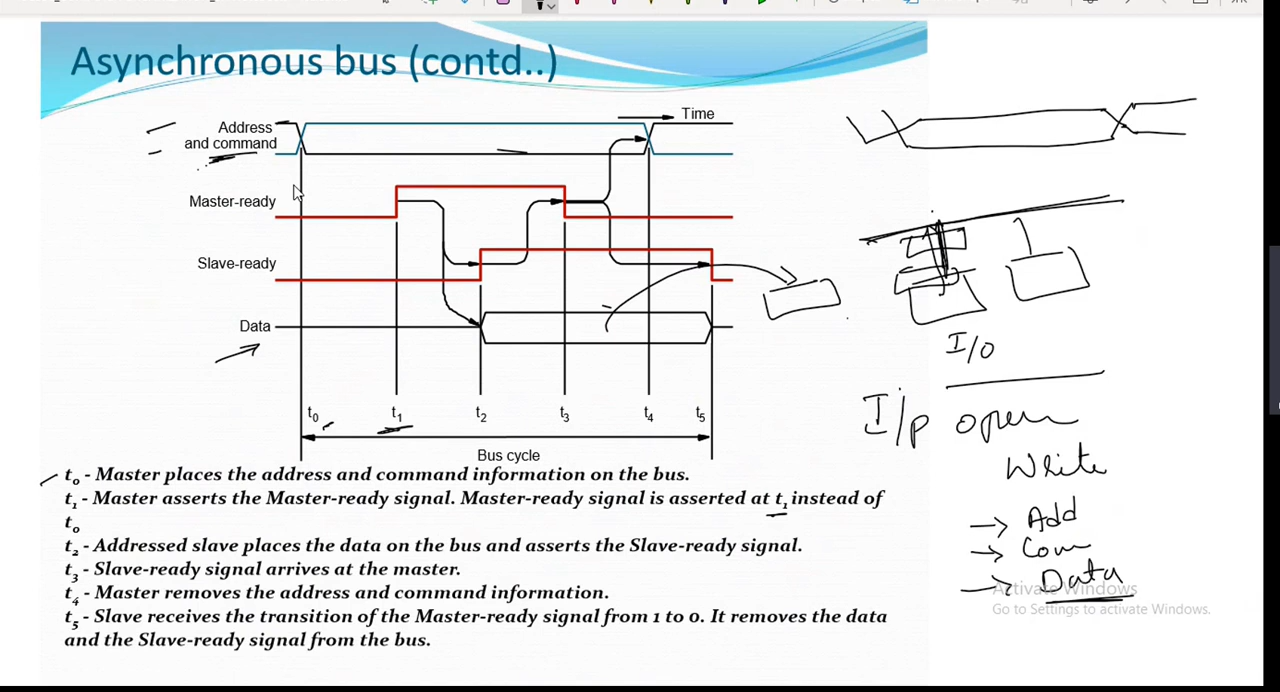 Asynchronous bus (contd..)
Time
Address
and command
Master-ready
Slave-ready
Data
t0 t1 t2 t3 t4 t5
Bus cycle
t0 - Master places the address and command information on the bus.
t1 - Master asserts the Master-ready signal. Master-ready signal is asserted at t1 instead of
t0
t2 - Addressed slave places the data on the bus and asserts the Slave-ready signal.
t3 - Slave-ready signal arrives at the master.
t4 - Master removes the address and command information.
t5 - Slave receives the transition of the Master-ready signal from 1 to 0. It removes the data
and the Slave-ready signal from the bus.
I/O
I/p open
Write
→ Add
→ Com
→ Data
Activate Windows
Go to Settings to activate Windows.